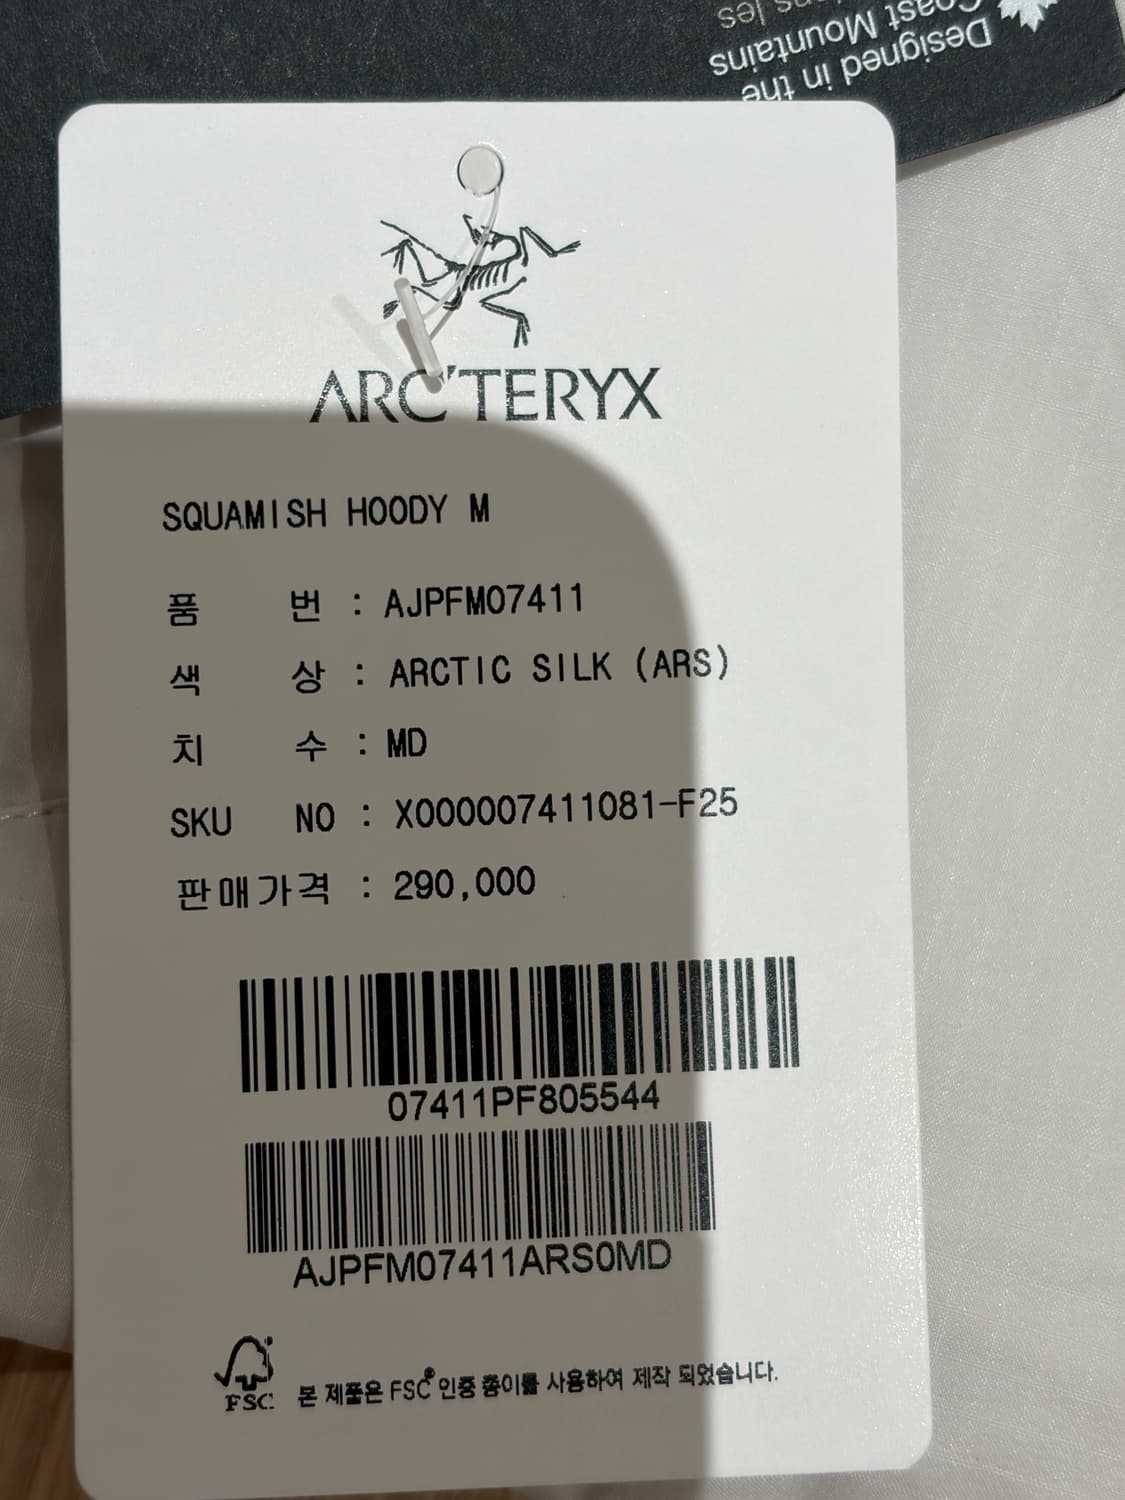 Designed in the
Coast Mountains
les
ARC'TERYX
SQUAMISH HOODY M
품 번 : AJPFM07411
색 상 : ARCTIC SILK (ARS)
치 수 : MD
SKU NO : X000007411081-F25
판매가격 : 290,000
07411PF805544
AJPFM07411ARS0MD
FSC
본 제품은 FSC® 인증 종이를 사용하여 제작 되었습니다.